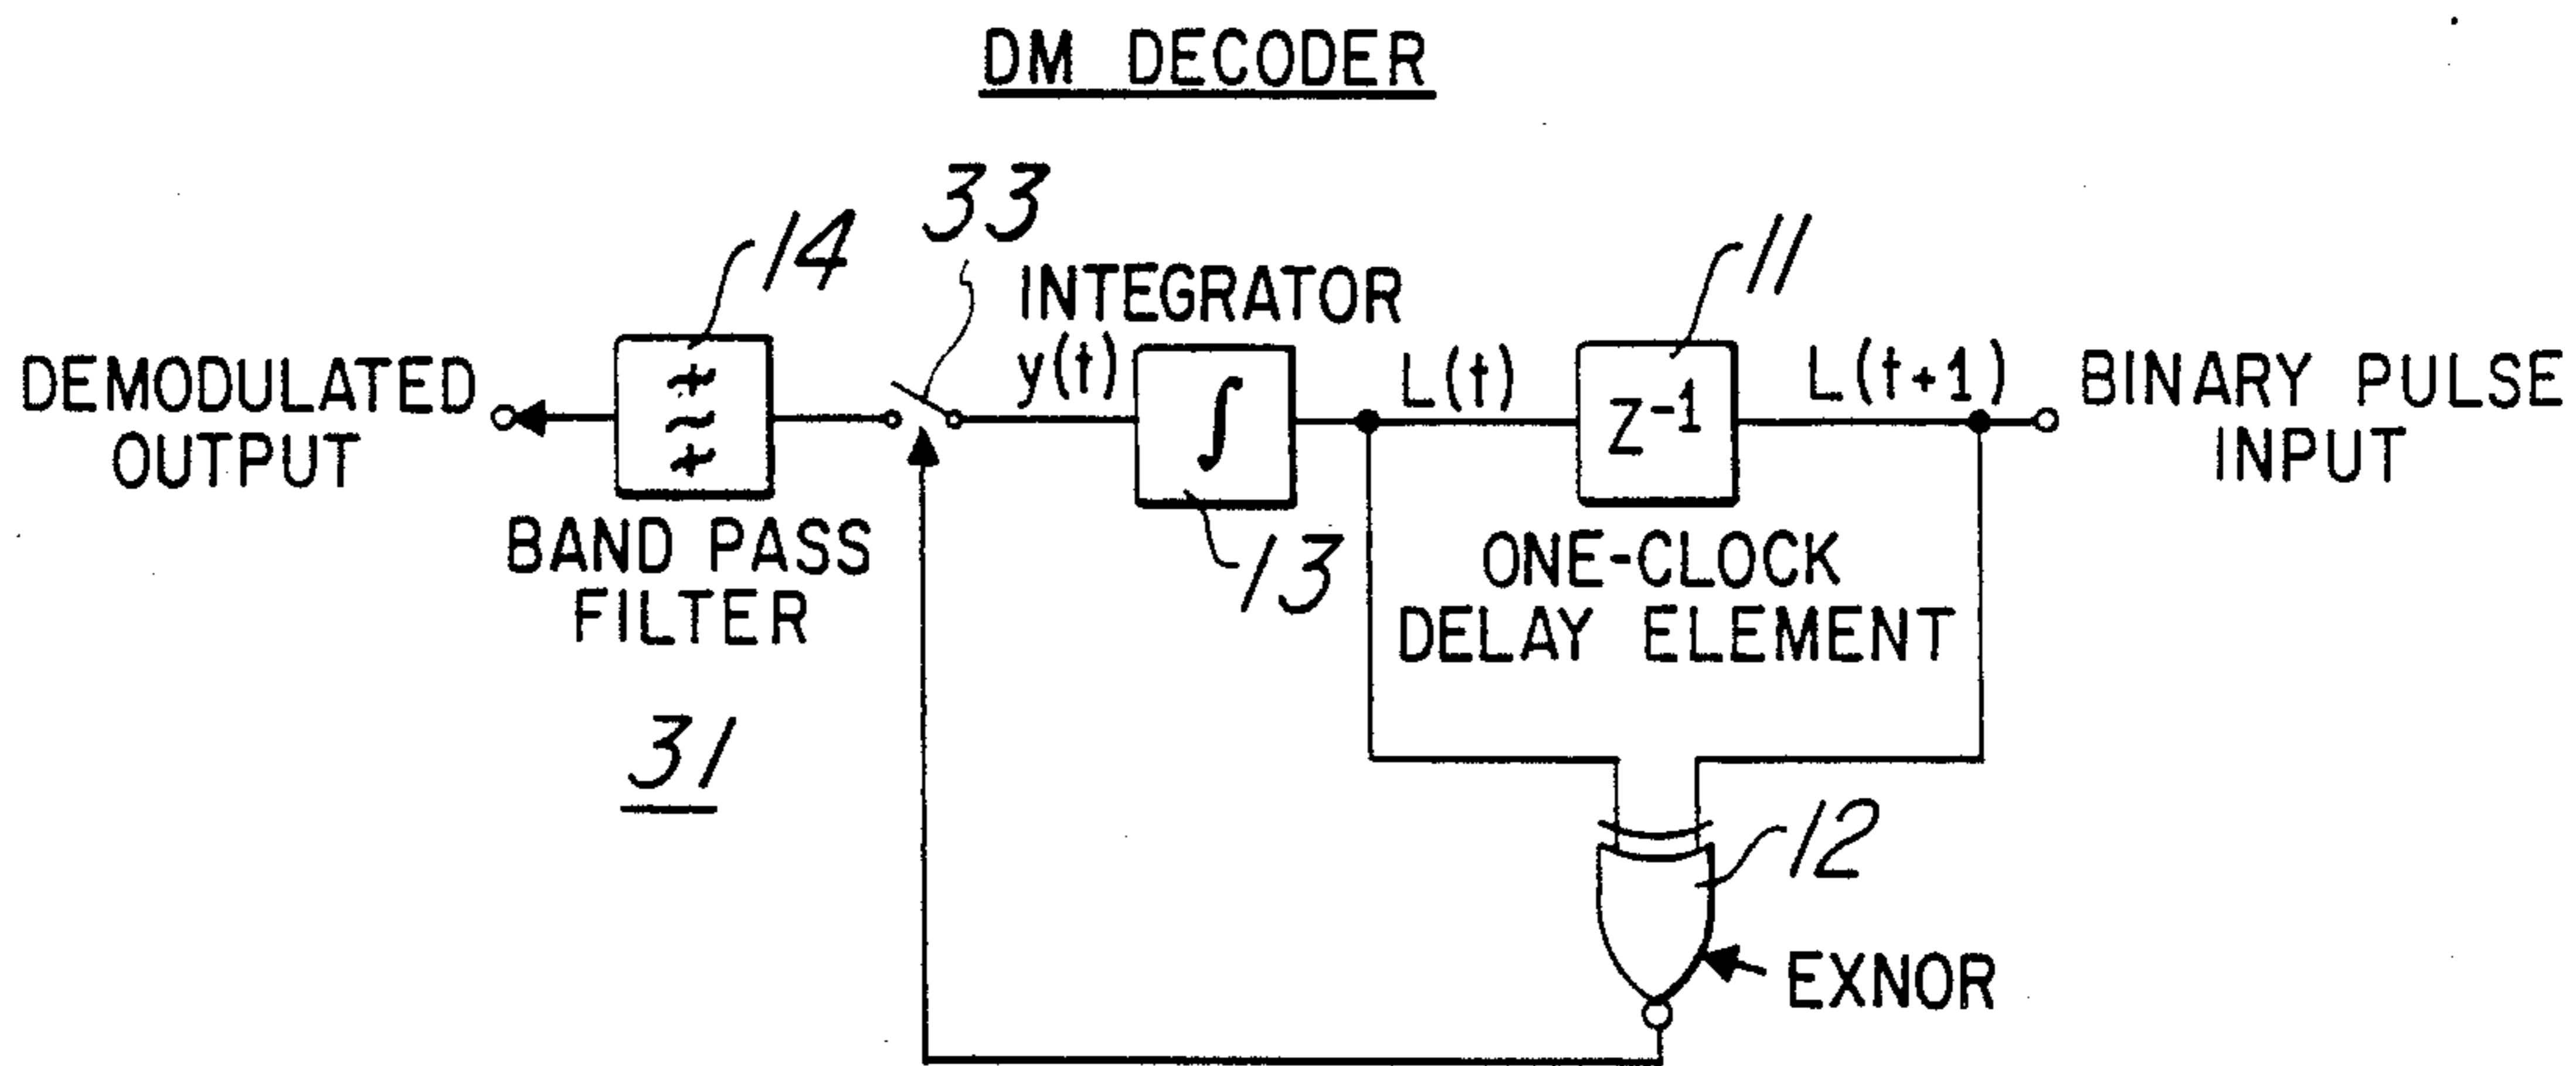 DM DECODER
33
14
11
INTEGRATOR
y(t)
L(t)
L(t+1)
DEMODULATED
OUTPUT
∫
Z⁻¹
BINARY PULSE
INPUT
BAND PASS
FILTER
13
ONE-CLOCK
DELAY ELEMENT
31
12
EXNOR